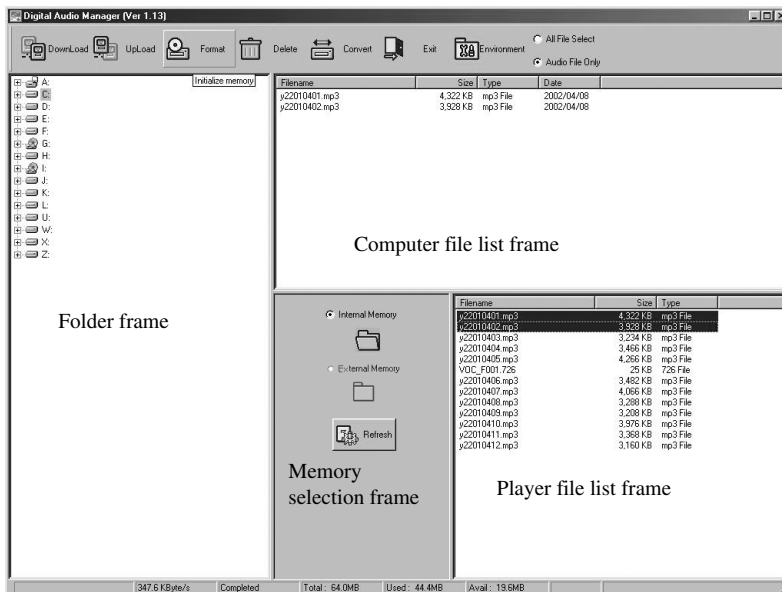 Digital Audio Manager (Ver 1.13)
DownLoad UpLoad Format Delete Convert Exit Environment
All File Select
Audio File Only
Initialize memory
A:
C:
D:
E:
F:
G:
H:
I:
J:
K:
L:
U:
W:
X:
Z:
Folder frame
Filename Size Type Date
y22010401.mp3 4,322 KB mp3 File 2002/04/08
y22010402.mp3 3,928 KB mp3 File 2002/04/08
Computer file list frame
Internal Memory
External Memory
Refresh
Memory
selection frame
Filename Size Type
y22010401.mp3 4,322 KB mp3 File
y22010402.mp3 3,928 KB mp3 File
y22010403.mp3 3,234 KB mp3 File
y22010404.mp3 3,466 KB mp3 File
y22010405.mp3 4,266 KB mp3 File
VOC_F001.726 25 KB 726 File
y22010406.mp3 3,482 KB mp3 File
y22010407.mp3 4,066 KB mp3 File
y22010408.mp3 3,288 KB mp3 File
y22010409.mp3 3,208 KB mp3 File
y22010410.mp3 3,976 KB mp3 File
y22010411.mp3 3,368 KB mp3 File
y22010412.mp3 3,160 KB mp3 File
Player file list frame
347.6 KByte/s Completed Total : 64.0MB Used : 44.4MB Avail : 19.6MB